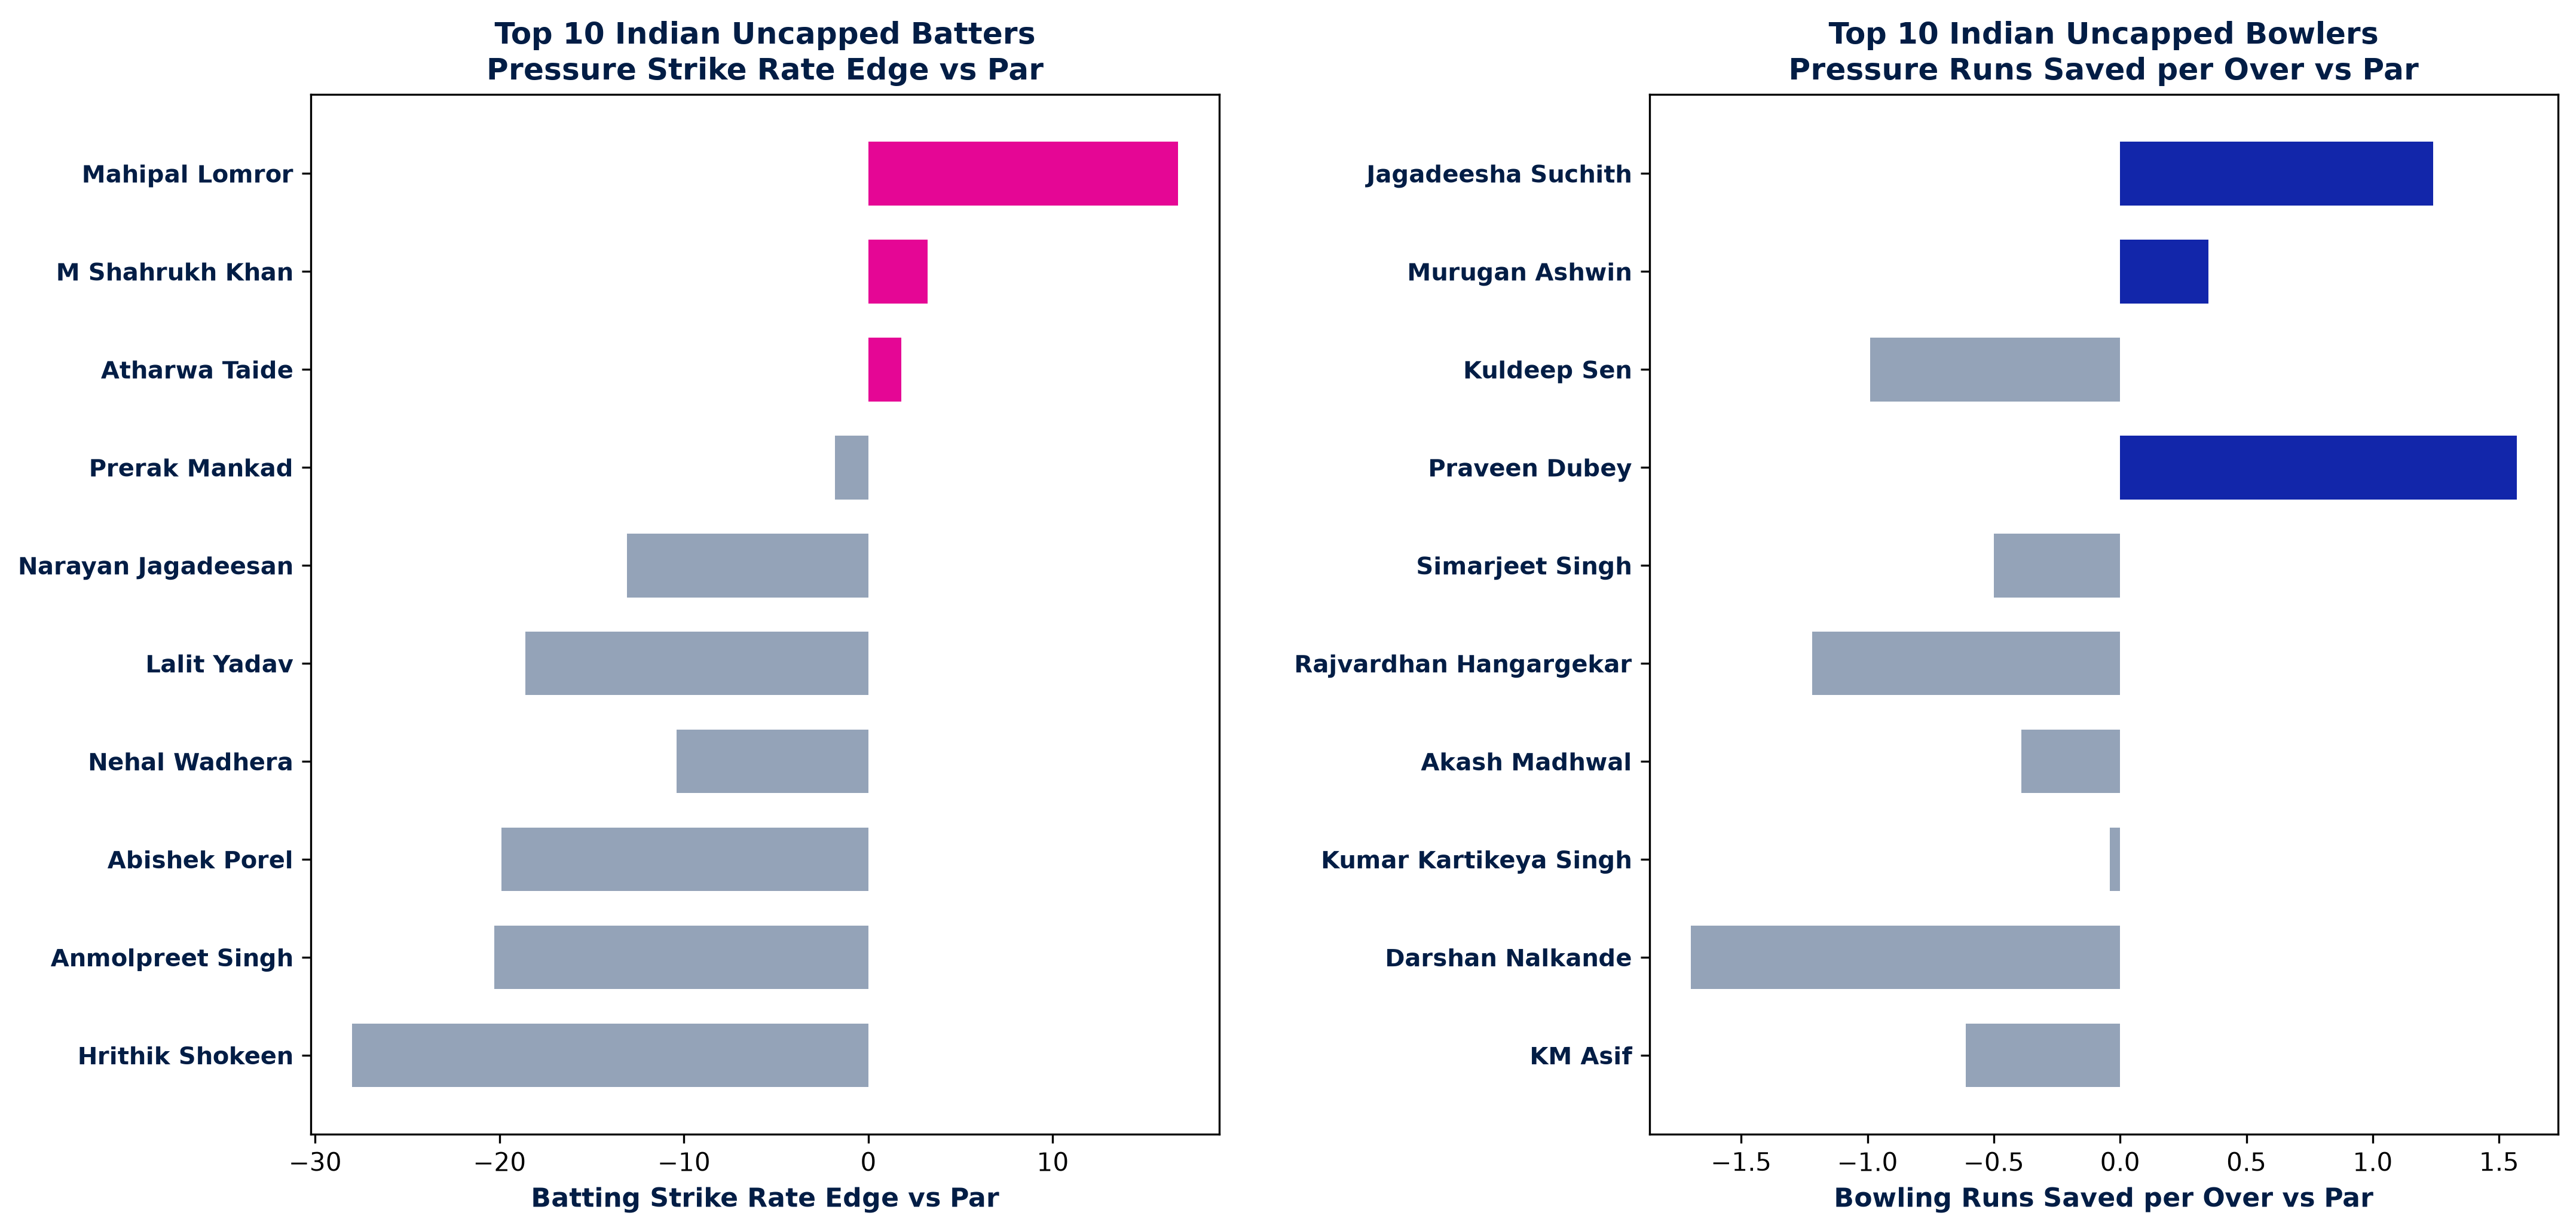 Top 10 Indian Uncapped Batters
Pressure Strike Rate Edge vs Par
Mahipal Lomror
M Shahrukh Khan
Atharwa Taide
Prerak Mankad
Narayan Jagadeesan
Lalit Yadav
Nehal Wadhera
Abishek Porel
Anmolpreet Singh
Hrithik Shokeen
−30 −20 −10 0 10
Batting Strike Rate Edge vs Par
Top 10 Indian Uncapped Bowlers
Pressure Runs Saved per Over vs Par
Jagadeesha Suchith
Murugan Ashwin
Kuldeep Sen
Praveen Dubey
Simarjeet Singh
Rajvardhan Hangargekar
Akash Madhwal
Kumar Kartikeya Singh
Darshan Nalkande
KM Asif
−1.5 −1.0 −0.5 0.0 0.5 1.0 1.5
Bowling Runs Saved per Over vs Par